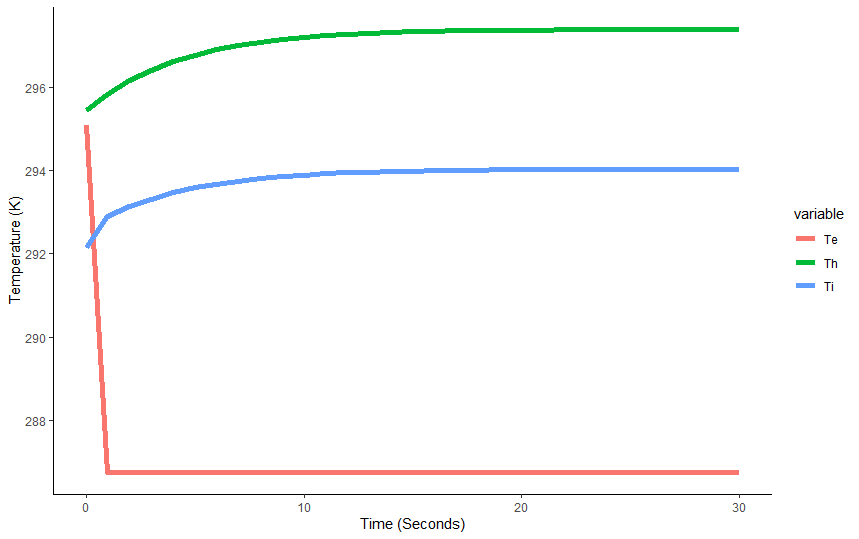 296
294
292
290
288
Temperature (K)
0
10
20
30
Time (Seconds)
variable
Te
Th
Ti